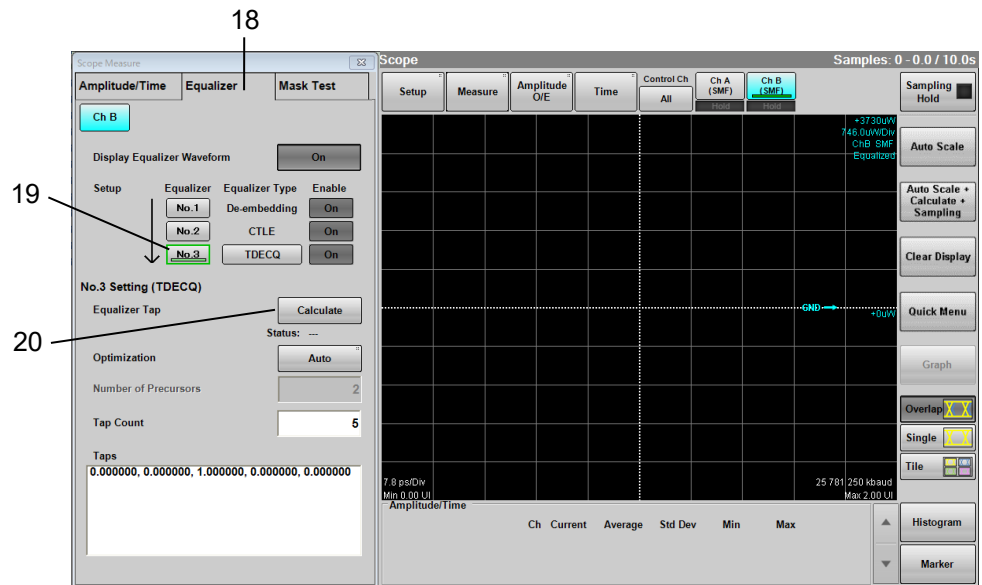 18
19
20
Scope Measure
Amplitude/Time Equalizer Mask Test
Ch B
Display Equalizer Waveform On
Setup Equalizer Equalizer Type Enable
No.1 De-embedding On
No.2 CTLE On
No.3 TDECQ On
No.3 Setting (TDECQ)
Equalizer Tap Calculate
Status: ---
Optimization Auto
Number of Precursors 2
Tap Count 5
Taps
0.000000, 0.000000, 1.000000, 0.000000, 0.000000
Scope Samples: 0 - 0.0 / 10.0s
Setup Measure Amplitude O/E Time Control Ch All Ch A (SMF) Hold Ch B (SMF) Hold
+3730uW
746.0uW/Div
ChB SMF
Equalized
GND
+0uW
7.8 ps/Div 25 781 250 kbaud
Min 0.00 UI Max 2.00 UI
Amplitude/Time
Ch Current Average Std Dev Min Max
Sampling Hold
Auto Scale
Auto Scale + Calculate + Sampling
Clear Display
Quick Menu
Graph
Overlap
Single
Tile
Histogram
Marker